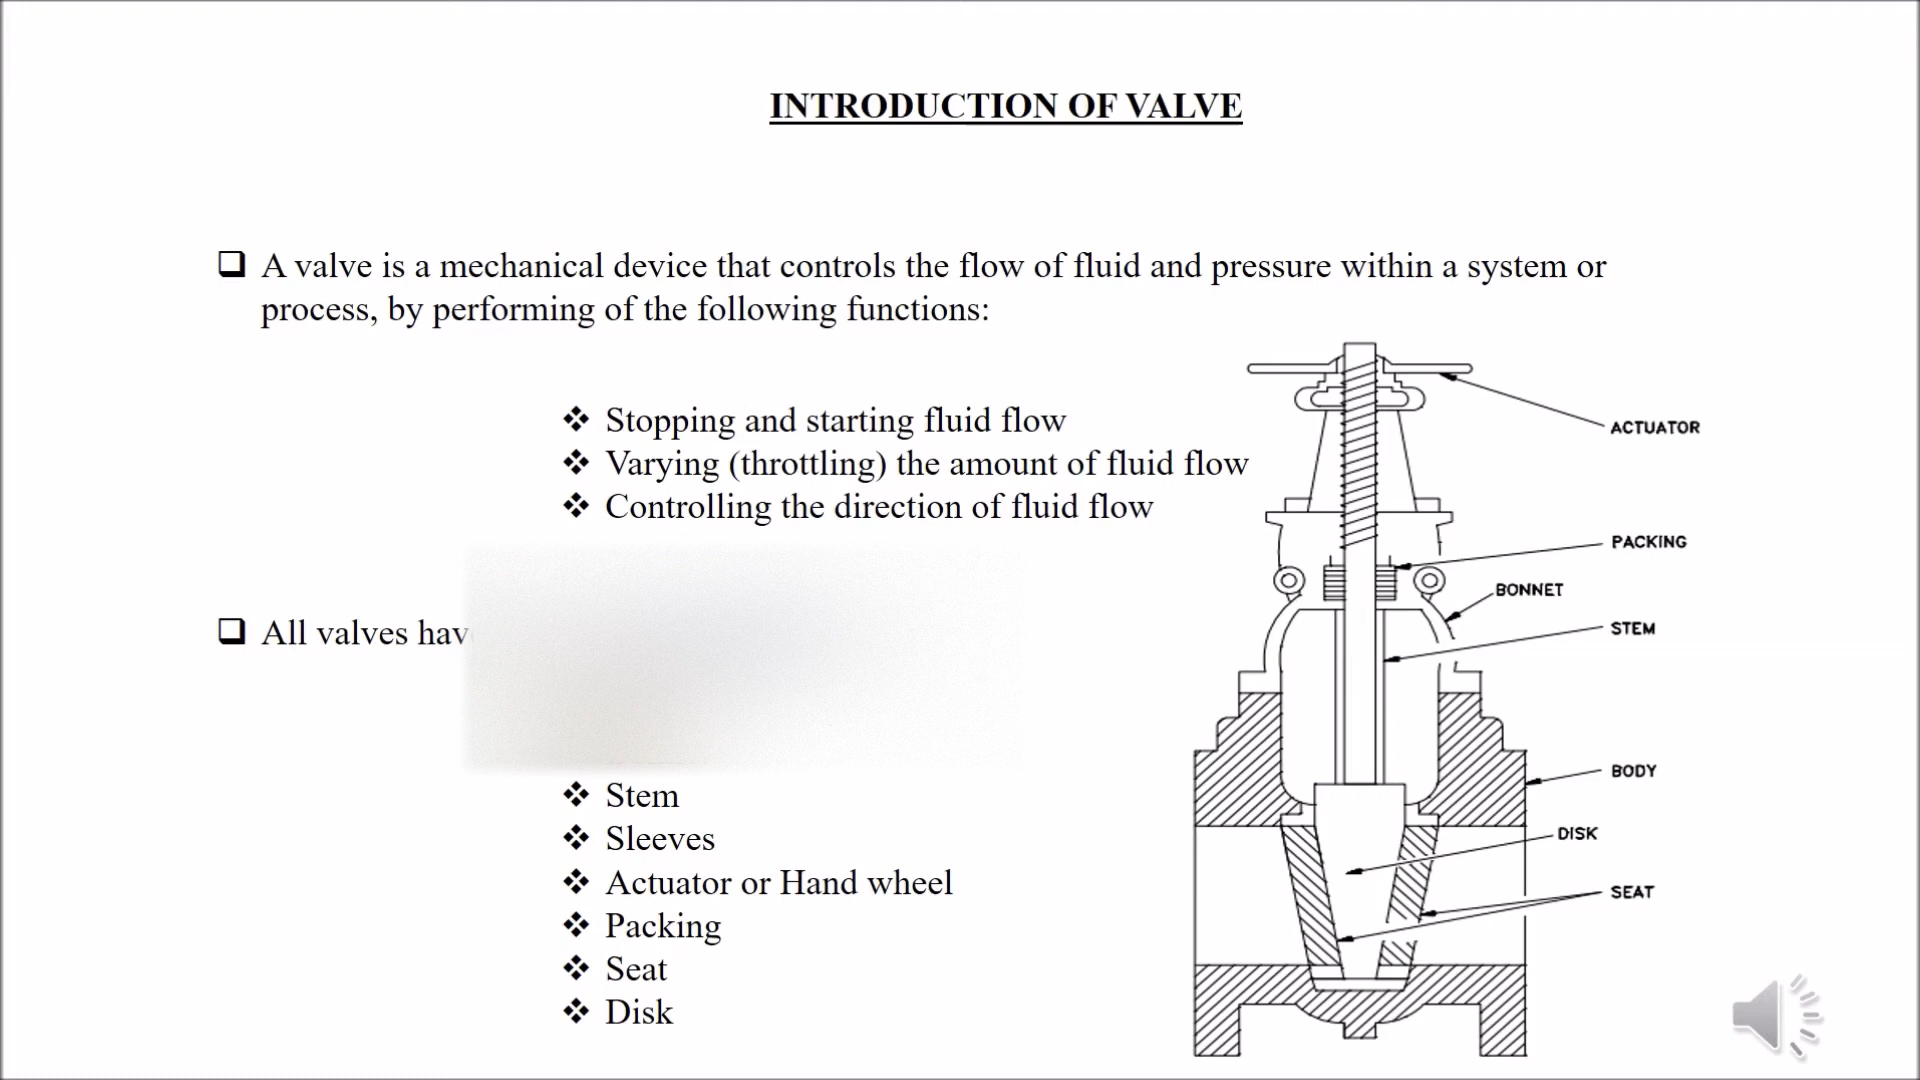 INTRODUCTION OF VALVE
A valve is a mechanical device that controls the flow of fluid and pressure within a system or
process, by performing of the following functions:
Stopping and starting fluid flow
Varying (throttling) the amount of fluid flow
Controlling the direction of fluid flow
All valves
Stem
Sleeves
Actuator or Hand wheel
Packing
Seat
Disk
ACTUATOR
PACKING
BONNET
STEM
BODY
DISK
SEAT